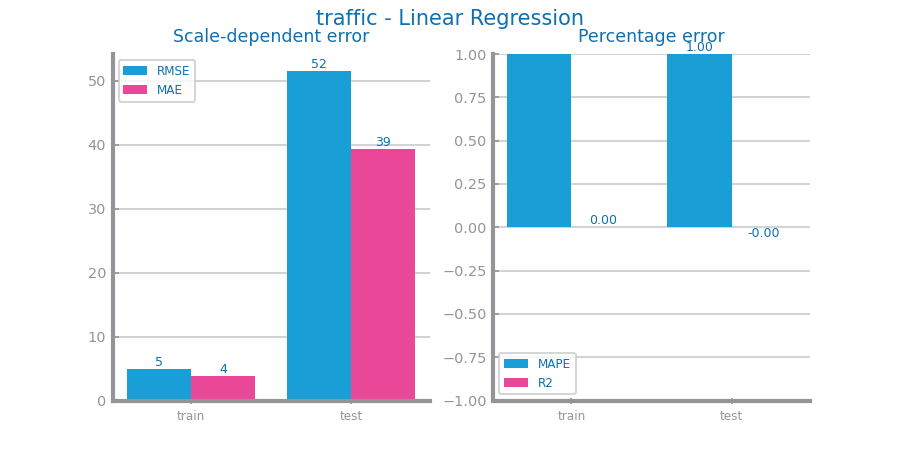 traffic - Linear Regression
Scale-dependent error
RMSE
MAE
50
40
30
20
10
0
5
4
52
39
train
test
Percentage error
1.00
0.75
0.50
0.25
0.00
−0.25
−0.50
−0.75
−1.00
0.00
1.00
-0.00
MAPE
R2
train
test